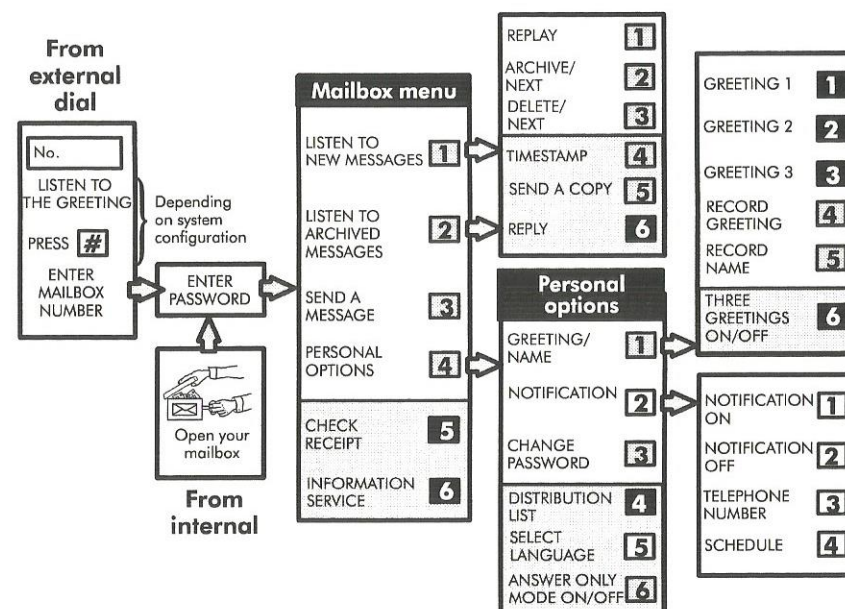 From
external
dial
No.
LISTEN TO
THE GREETING
PRESS #
ENTER
MAILBOX
NUMBER
Depending
on system
configuration
ENTER
PASSWORD
Open your
mailbox
From
internal
Mailbox menu
LISTEN TO
NEW MESSAGES 1
LISTEN TO
ARCHIVED
MESSAGES 2
SEND A
MESSAGE 3
PERSONAL
OPTIONS 4
CHECK
RECEIPT 5
INFORMATION
SERVICE 6
REPLAY 1
ARCHIVE/
NEXT 2
DELETE/
NEXT 3
TIMESTAMP 4
SEND A COPY 5
REPLY 6
Personal
options
GREETING/
NAME 1
NOTIFICATION 2
CHANGE
PASSWORD 3
DISTRIBUTION
LIST 4
SELECT
LANGUAGE 5
ANSWER ONLY
MODE ON/OFF 6
GREETING 1 1
GREETING 2 2
GREETING 3 3
RECORD
GREETING 4
RECORD
NAME 5
THREE
GREETINGS
ON/OFF 6
NOTIFICATION
ON 1
NOTIFICATION
OFF 2
TELEPHONE
NUMBER 3
SCHEDULE 4